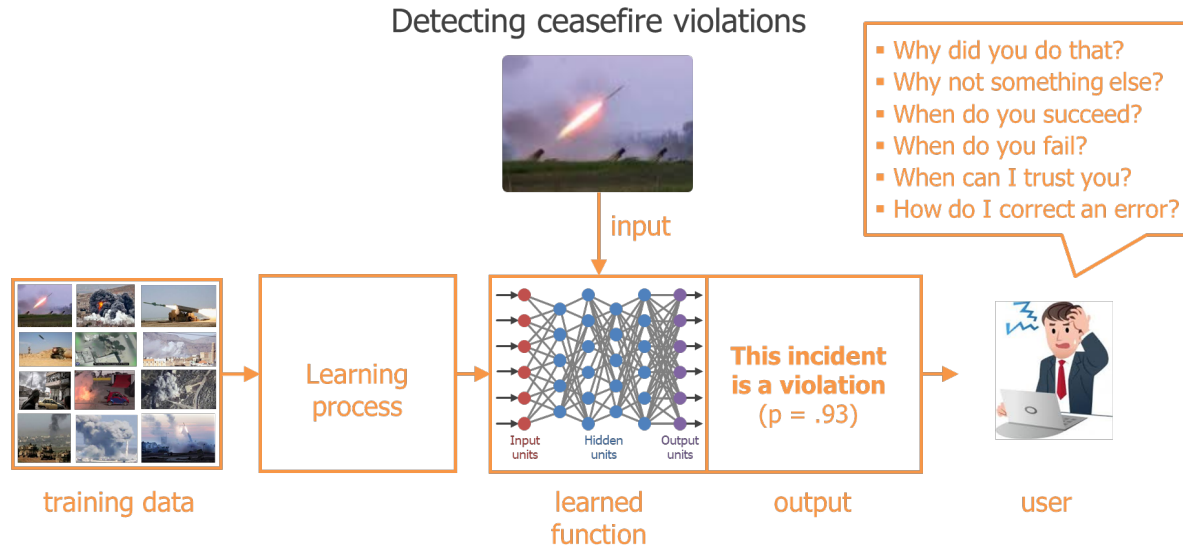 Detecting ceasefire violations
▪ Why did you do that?
▪ Why not something else?
▪ When do you succeed?
▪ When do you fail?
▪ When can I trust you?
▪ How do I correct an error?
input
Learning
process
Input
units
Hidden
units
Output
units
This incident
is a violation
(p = .93)
training data
learned
function
output
user